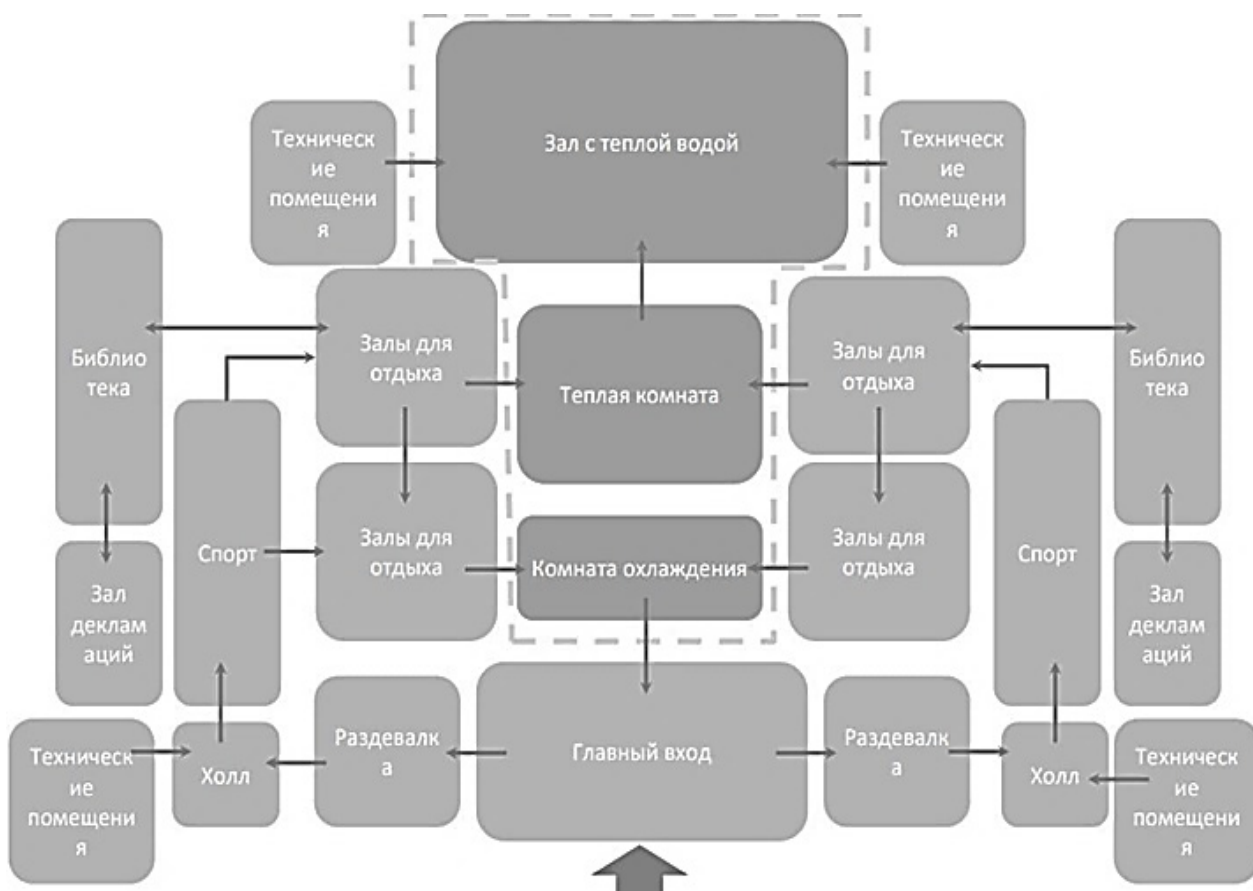 Техническ
ие
помещени
я
Зал с теплой водой
Техническ
ие
помещени
я
Библио
тека
Залы для
отдыха
Теплая комната
Залы для
отдыха
Библио
тека
Спорт
Залы для
отдыха
Комната охлаждения
Залы для
отдыха
Спорт
Зал
деклам
аций
Зал
деклам
аций
Техническ
ие
помещени
я
Холл
Раздевалк
а
Главный вход
Раздевалк
а
Холл
Техническ
ие
помещени
я